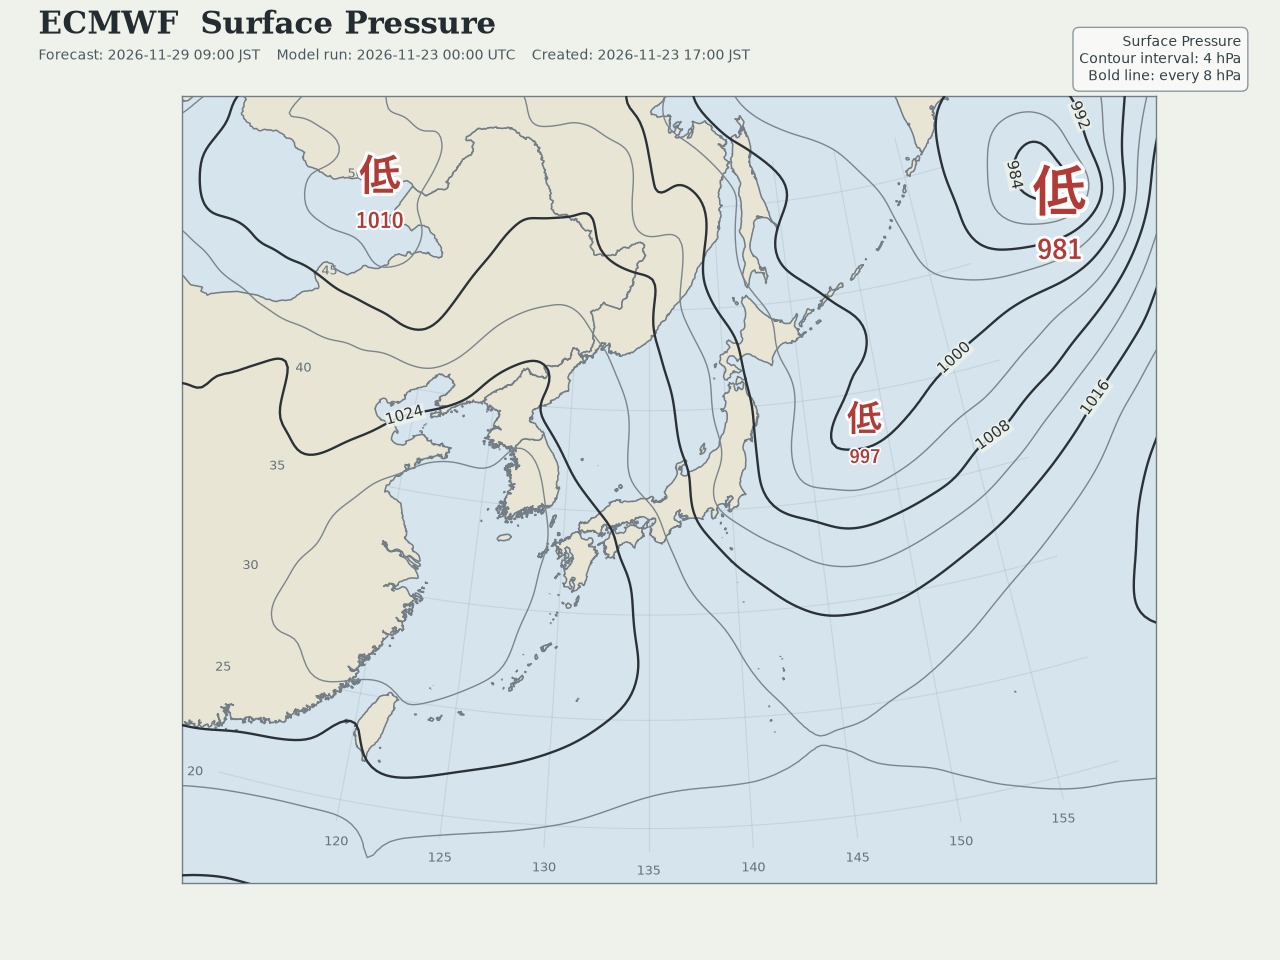 ECMWF  Surface Pressure
Forecast: 2026-11-29 09:00 JST    Model run: 2026-11-23 00:00 UTC    Created: 2026-11-23 17:00 JST
Surface Pressure
Contour interval: 4 hPa
Bold line: every 8 hPa
992
984
低
981
低
1010
45
1000
40
1024
1016
低
997
1008
35
30
25
20
155
120
125
130
135
140
145
150